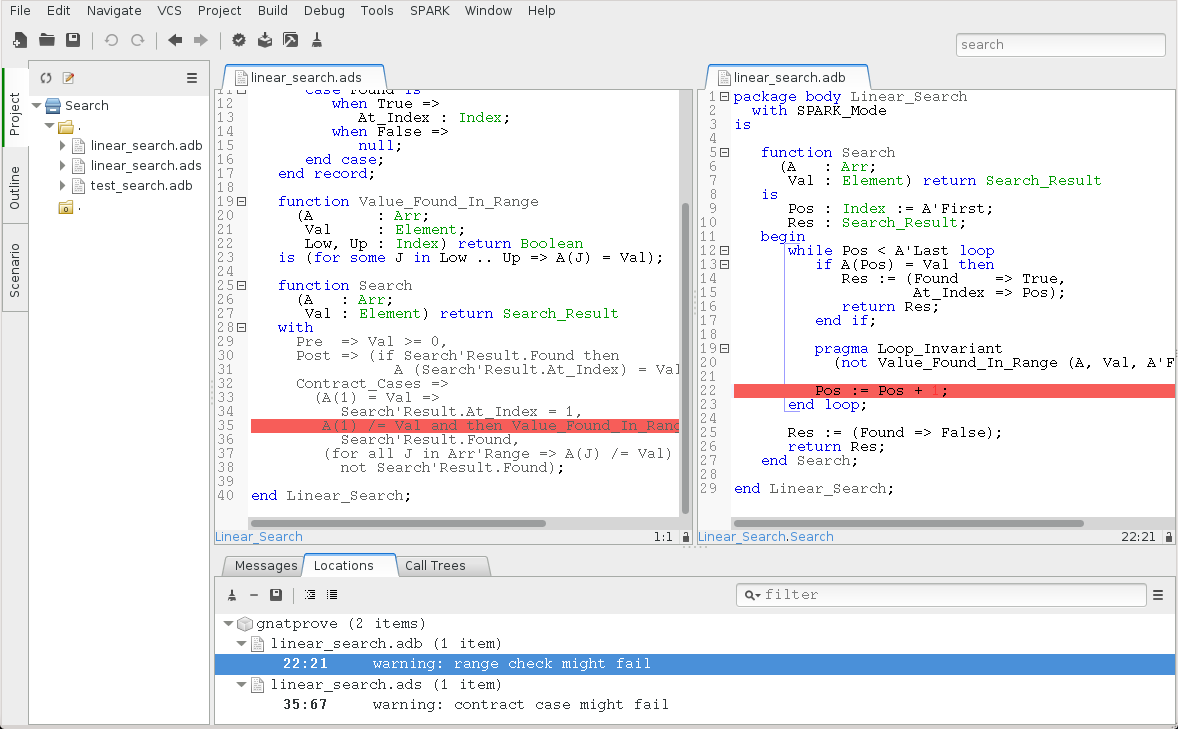 File Edit Navigate VCS Project Build Debug Tools SPARK Window Help
search
Project
Outline
Scenario
Search
.
linear_search.adb
linear_search.ads
test_search.adb
.
linear_search.ads
11 case Found is
12 when True =>
13 At_Index : Index;
14 when False =>
15 null;
16 end case;
17 end record;
18
19 function Value_Found_In_Range
20 (A : Arr;
21 Val : Element;
22 Low, Up : Index) return Boolean
23 is (for some J in Low .. Up => A(J) = Val);
24
25 function Search
26 (A : Arr;
27 Val : Element) return Search_Result
28 with
29 Pre => Val >= 0,
30 Post => (if Search'Result.Found then
31 A (Search'Result.At_Index) = Val
32 Contract_Cases =>
33 (A(1) = Val =>
34 Search'Result.At_Index = 1,
35 A(1) /= Val and then Value_Found_In_Rang
36 Search'Result.Found,
37 (for all J in Arr'Range => A(J) /= Val)
38 not Search'Result.Found);
39
40 end Linear_Search;
Linear_Search 1:1
linear_search.adb
1 package body Linear_Search
2 with SPARK_Mode
3 is
4
5 function Search
6 (A : Arr;
7 Val : Element) return Search_Result
8 is
9 Pos : Index := A'First;
10 Res : Search_Result;
11 begin
12 while Pos < A'Last loop
13 if A(Pos) = Val then
14 Res := (Found => True,
15 At_Index => Pos);
16 return Res;
17 end if;
18
19 pragma Loop_Invariant
20 (not Value_Found_In_Range (A, Val, A'F
21
22 Pos := Pos + 1;
23 end loop;
24
25 Res := (Found => False);
26 return Res;
27 end Search;
28
29 end Linear_Search;
Linear_Search.Search 22:21
Messages Locations Call Trees
filter
gnatprove (2 items)
linear_search.adb (1 item)
22:21 warning: range check might fail
linear_search.ads (1 item)
35:67 warning: contract case might fail